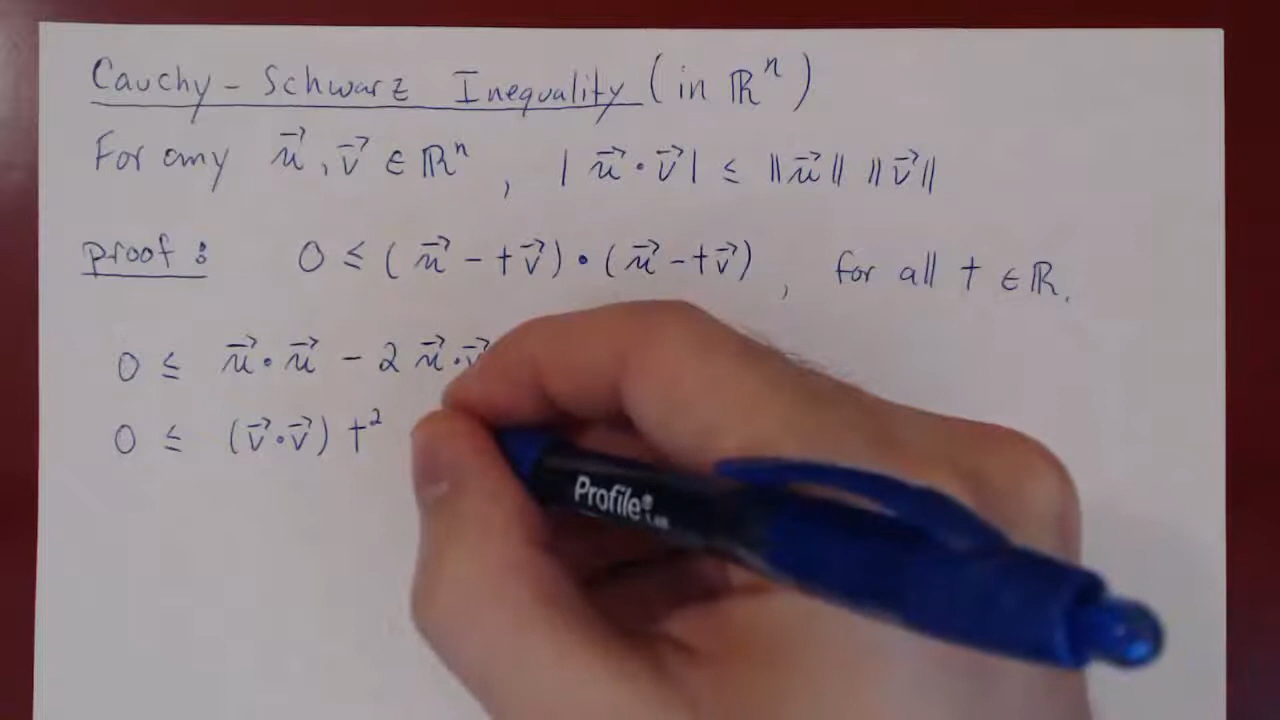 Cauchy - Schwarz Inequality (in ℝⁿ)
For any u⃗, v⃗ ∈ ℝⁿ, | u⃗ · v⃗ | ≤ ‖u⃗‖ ‖v⃗‖
proof: 0 ≤ (u⃗ - tv⃗) · (u⃗ - tv⃗), for all t ∈ ℝ.
0 ≤ u⃗ · u⃗ - 2 u⃗ · v⃗
0 ≤ (v⃗ · v⃗) t²
Profile®